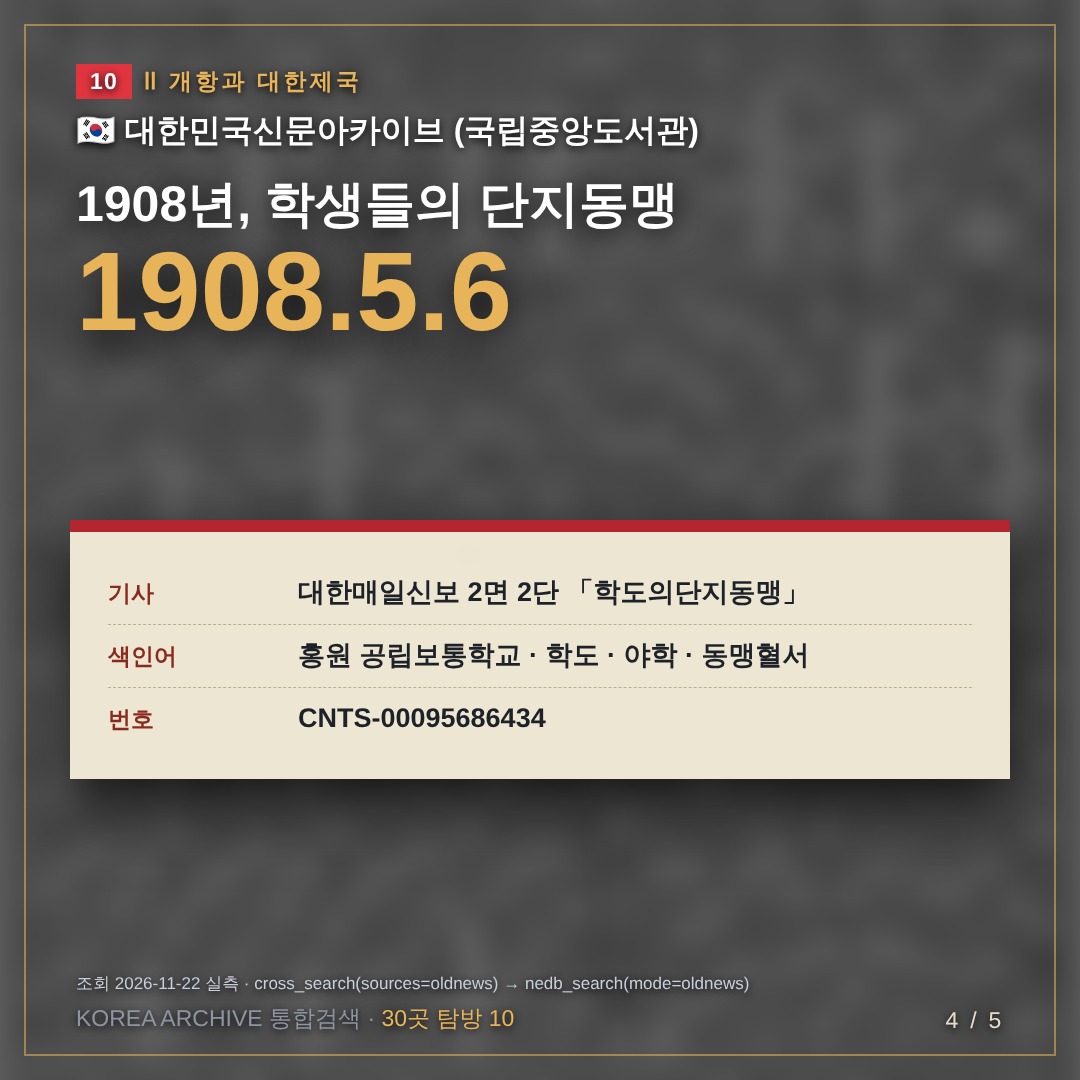 10 Ⅱ 개항과 대한제국
🇰🇷 대한민국신문아카이브 (국립중앙도서관)
1908년, 학생들의 단지동맹
1908.5.6
기사 대한매일신보 2면 2단 「학도의단지동맹」
색인어 홍원 공립보통학교 · 학도 · 야학 · 동맹혈서
번호 CNTS-00095686434
조회 2026-11-22 실측 · cross_search(sources=oldnews) → nedb_search(mode=oldnews)
KOREA ARCHIVE 통합검색 · 30곳 탐방 10
4 / 5